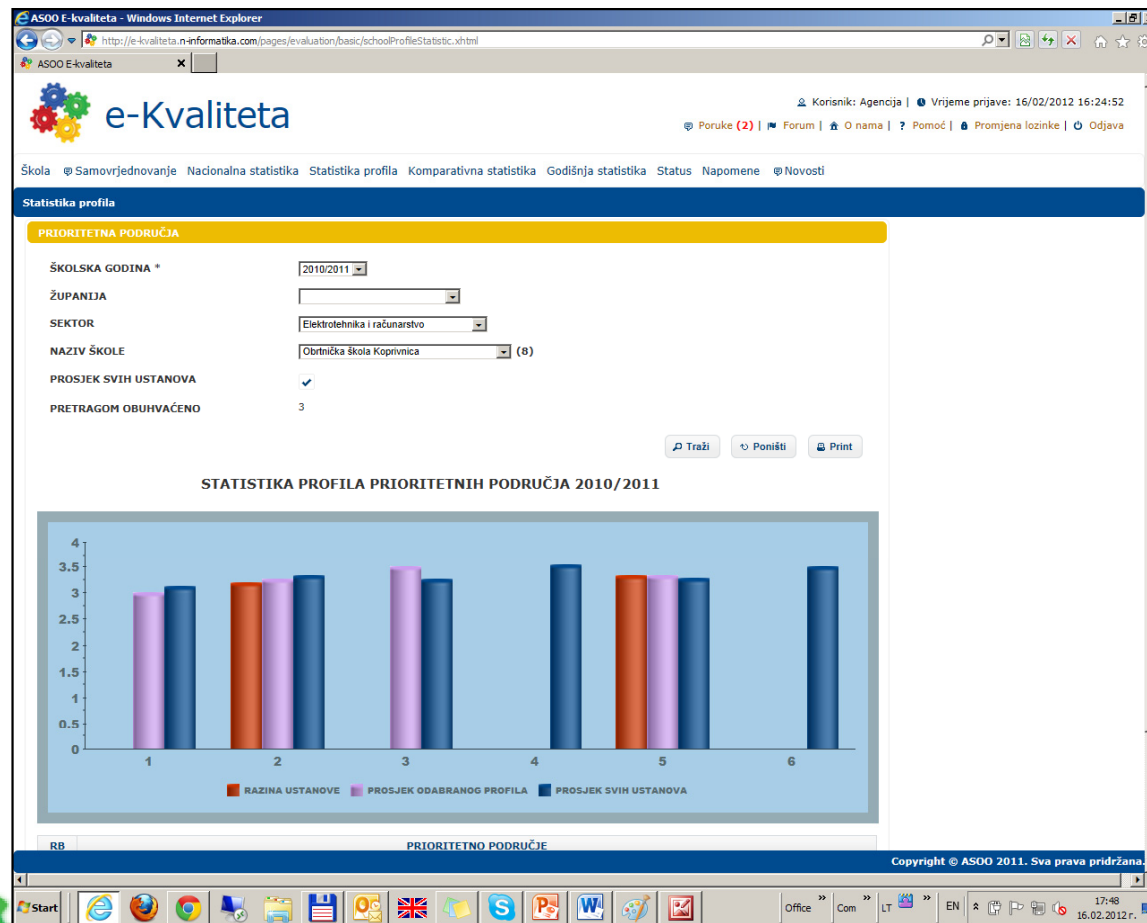 ASOO E-kvaliteta - Windows Internet Explorer
http://e-kvaliteta.n-informatika.com/pages/evaluation/basic/schoolProfileStatistic.xhtml
ASOO E-kvaliteta
e-Kvaliteta
Korisnik: Agencija | Vrijeme prijave: 16/02/2012 16:24:52
Poruke (2) | Forum | O nama | ? Pomoć | Promjena lozinke | Odjava
Škola Samovrjednovanje Nacionalna statistika Statistika profila Komparativna statistika Godišnja statistika Status Napomene Novosti
Statistika profila
PRIORITETNA PODRUČJA
ŠKOLSKA GODINA * 2010/2011
ŽUPANIJA
SEKTOR Elektrotehnika i računarstvo
NAZIV ŠKOLE Obrtnička škola Koprivnica (8)
PROSJEK SVIH USTANOVA
PRETRAGOM OBUHVAĆENO 3
Traži Poništi Print
STATISTIKA PROFILA PRIORITETNIH PODRUČJA 2010/2011
4
3.5
3
2.5
2
1.5
1
0.5
0
1 2 3 4 5 6
RAZINA USTANOVE PROSJEK ODABRANOG PROFILA PROSJEK SVIH USTANOVA
RB PRIORITETNO PODRUČJE
Copyright © ASOO 2011. Sva prava pridržana.
Start Office » Com » LT » EN 17:48
16.02.2012 r.